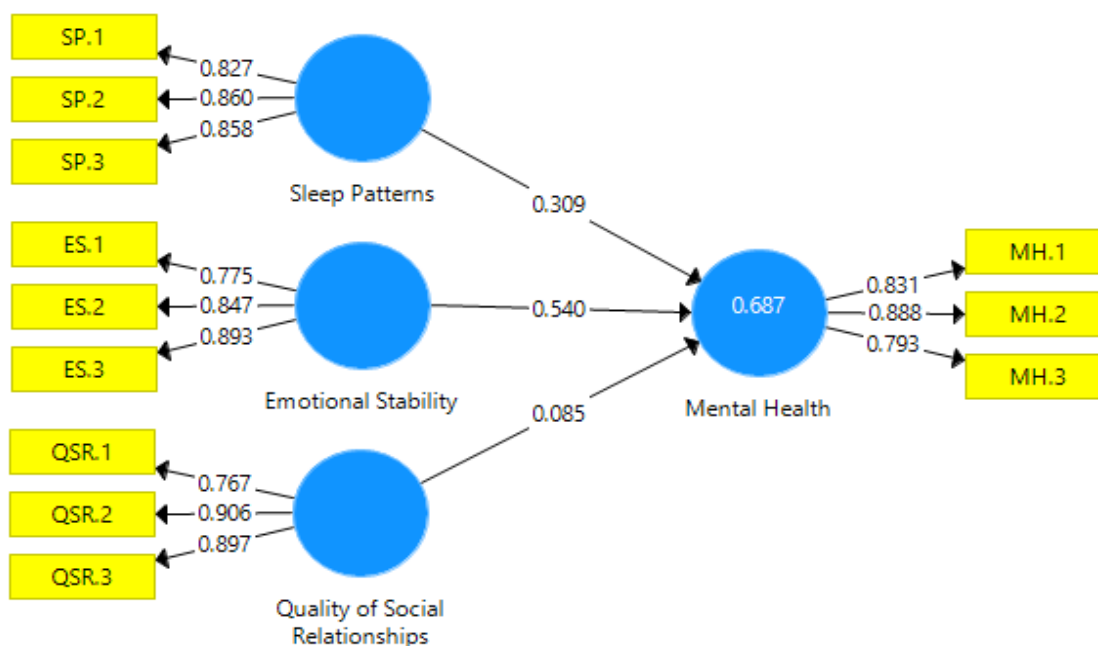 SP.1
0.827
SP.2
0.860
SP.3
0.858
Sleep Patterns
0.309
ES.1
0.775
ES.2
0.847
ES.3
0.893
Emotional Stability
0.540
QSR.1
0.767
QSR.2
0.906
QSR.3
0.897
Quality of Social
Relationships
0.085
0.687
Mental Health
MH.1
0.831
MH.2
0.888
MH.3
0.793